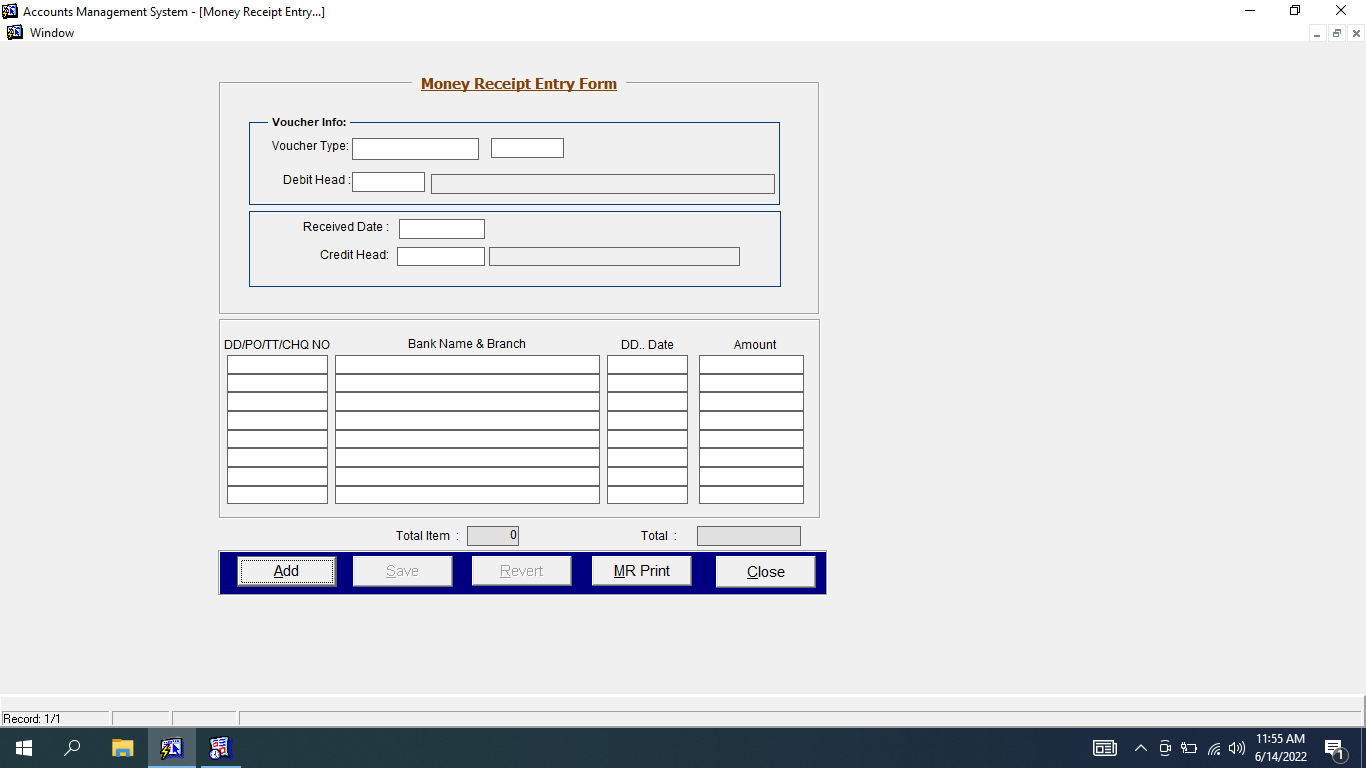 Accounts Management System - [Money Receipt Entry...]
Window
Money Receipt Entry Form
Voucher Info:
Voucher Type:
Debit Head :
Received Date :
Credit Head:
DD/PO/TT/CHQ NO Bank Name & Branch DD.. Date Amount
Total Item : 0 Total :
Add Save Revert MR Print Close
Record: 1/1
11:55 AM
6/14/2022
1